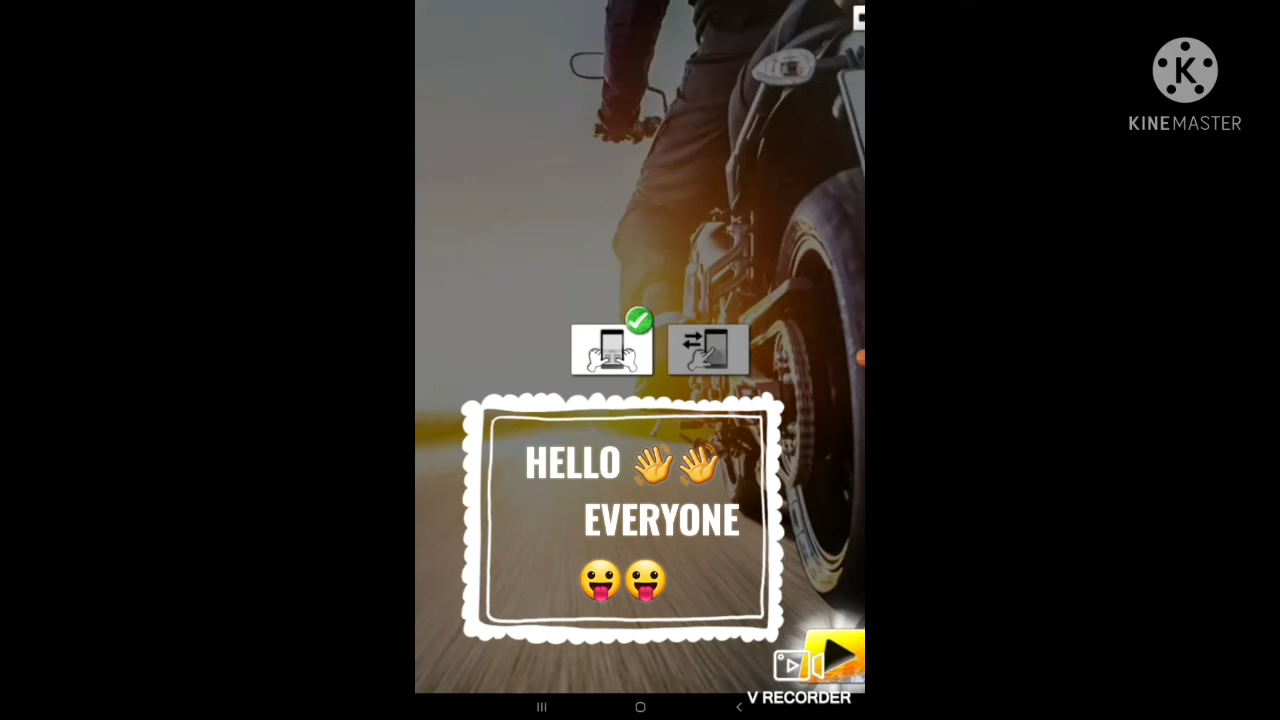 KINEMASTER
HELLO 👋👋
EVERYONE
😛😛
V RECORDER